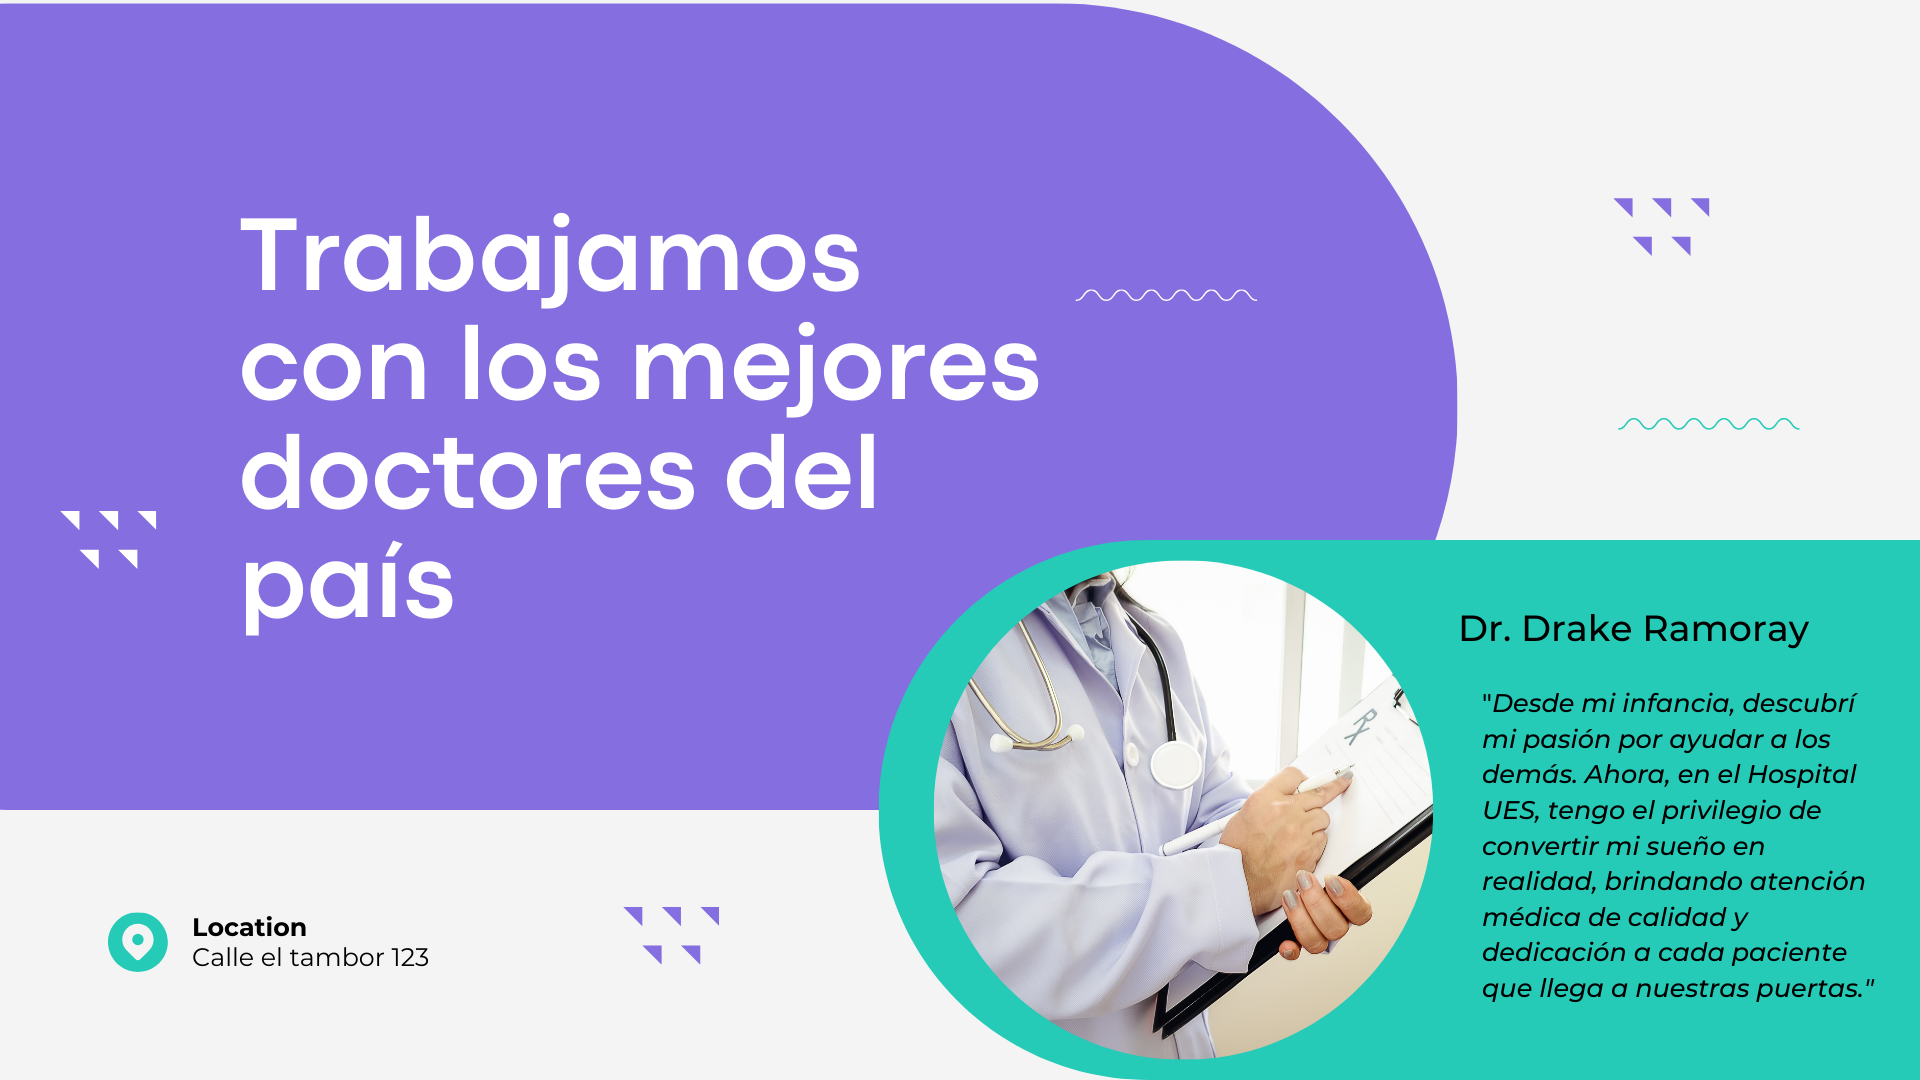 Trabajamos
con los mejores
doctores del
país
Dr. Drake Ramoray
"Desde mi infancia, descubrí
mi pasión por ayudar a los
demás. Ahora, en el Hospital
UES, tengo el privilegio de
convertir mi sueño en
realidad, brindando atención
médica de calidad y
dedicación a cada paciente
que llega a nuestras puertas."
Rx
Location
Calle el tambor 123